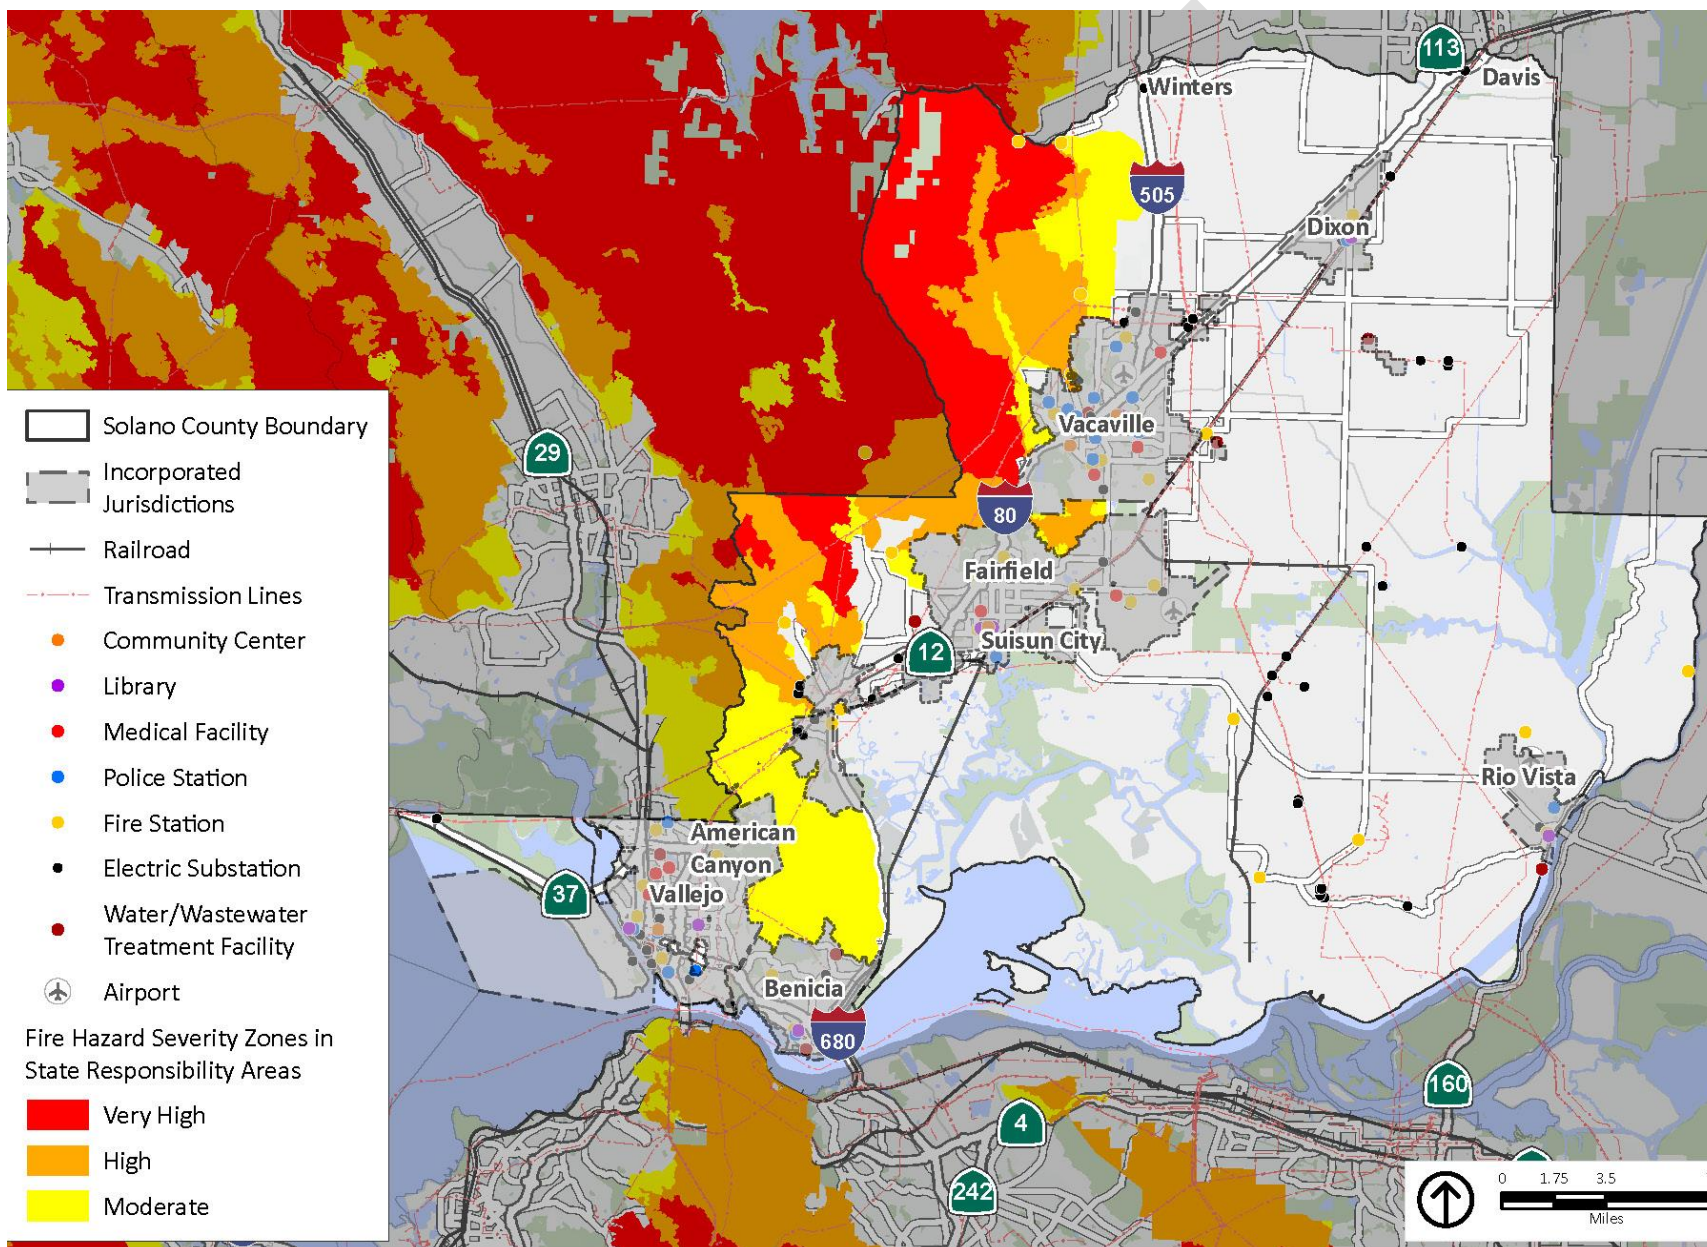 113
Davis
Winters
505
Dixon
Solano County Boundary
Incorporated
Jurisdictions
Railroad
Transmission Lines
Community Center
Library
Medical Facility
Police Station
Fire Station
Electric Substation
Water/Wastewater
Treatment Facility
Airport
Fire Hazard Severity Zones in
State Responsibility Areas
Very High
High
Moderate
29
Vacaville
80
Fairfield
12
Suisun City
Rio Vista
American
Canyon
Vallejo
37
Benicia
680
160
4
242
0 1.75 3.5
Miles